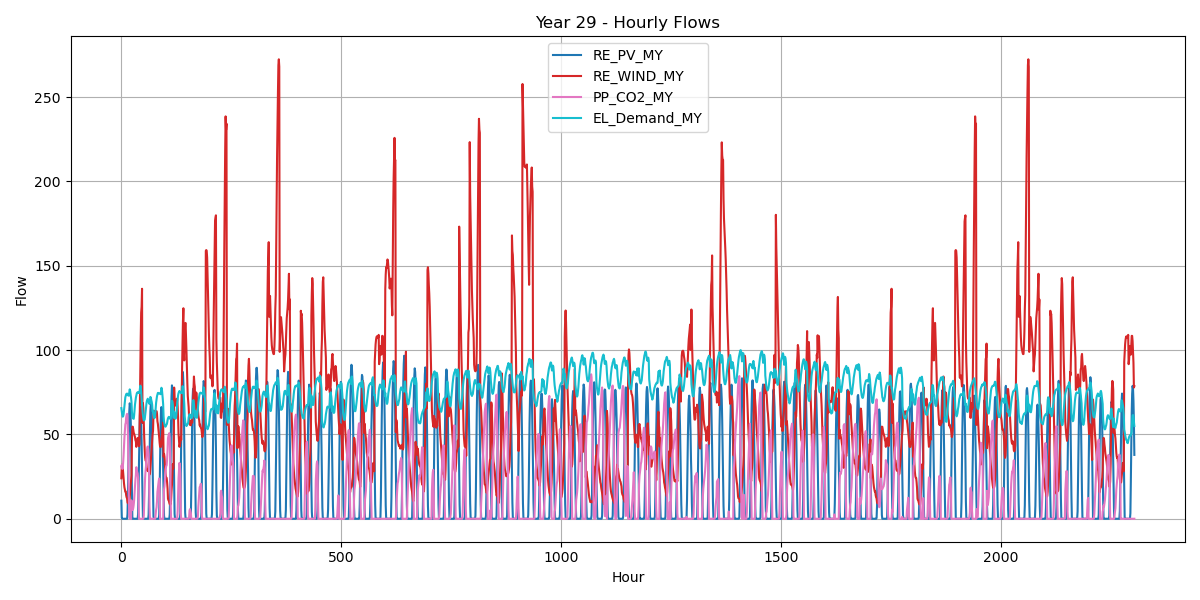 Year 29 - Hourly Flows
RE_PV_MY
RE_WIND_MY
PP_CO2_MY
EL_Demand_MY
Flow
250
200
150
100
50
0
0
500
1000
1500
2000
Hour